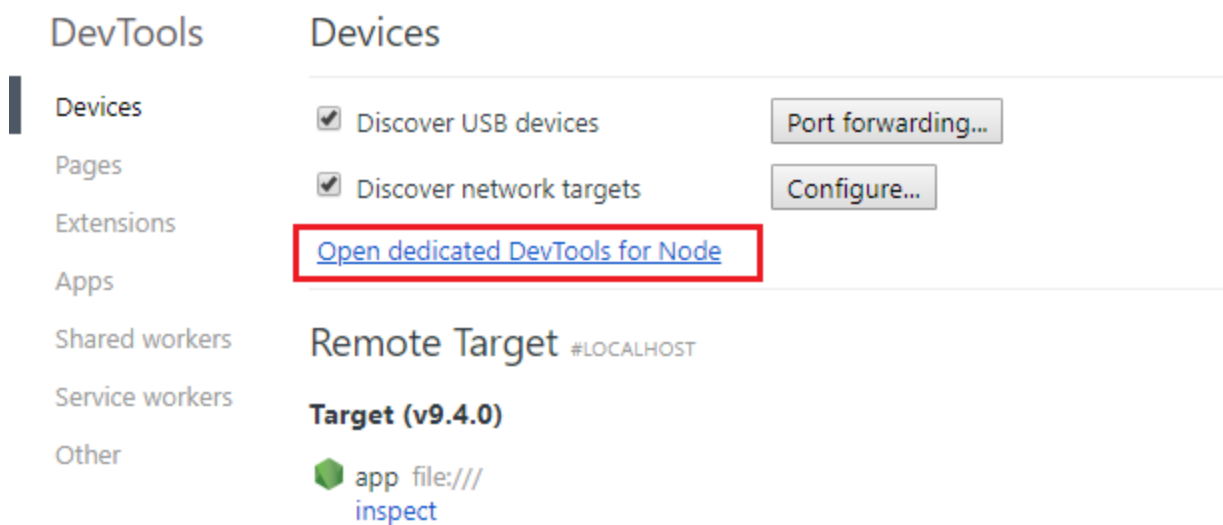 DevTools
Devices
Pages
Extensions
Apps
Shared workers
Service workers
Other
Devices
Discover USB devices
Port forwarding...
Discover network targets
Configure...
Open dedicated DevTools for Node
Remote Target #LOCALHOST
Target (v9.4.0)
app file:///
inspect